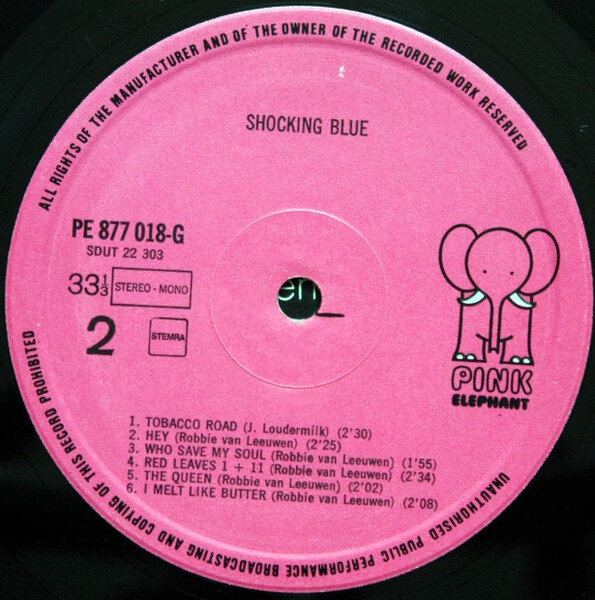 ALL RIGHTS OF THE MANUFACTURER AND OF THE OWNER OF THE RECORDED WORK RESERVED
SHOCKING BLUE
PE 877 018-G
SDUT 22 303
33 1/3 STEREO - MONO
2 STEMRA
en
PINK
ELEPHANT
1. TOBACCO ROAD (J. Loudermilk) (2'30)
2. HEY (Robbie van Leeuwen) (2'25)
3. WHO SAVE MY SOUL (Robbie van Leeuwen) (1'55)
4. RED LEAVES 1 + 11 (Robbie van Leeuwen) (2'34)
5. THE QUEEN (Robbie van Leeuwen) (2'02)
6. I MELT LIKE BUTTER (Robbie van Leeuwen) (2'08)
UNAUTHORISED PUBLIC PERFORMANCE BROADCASTING AND COPYING OF THIS RECORD PROHIBITED